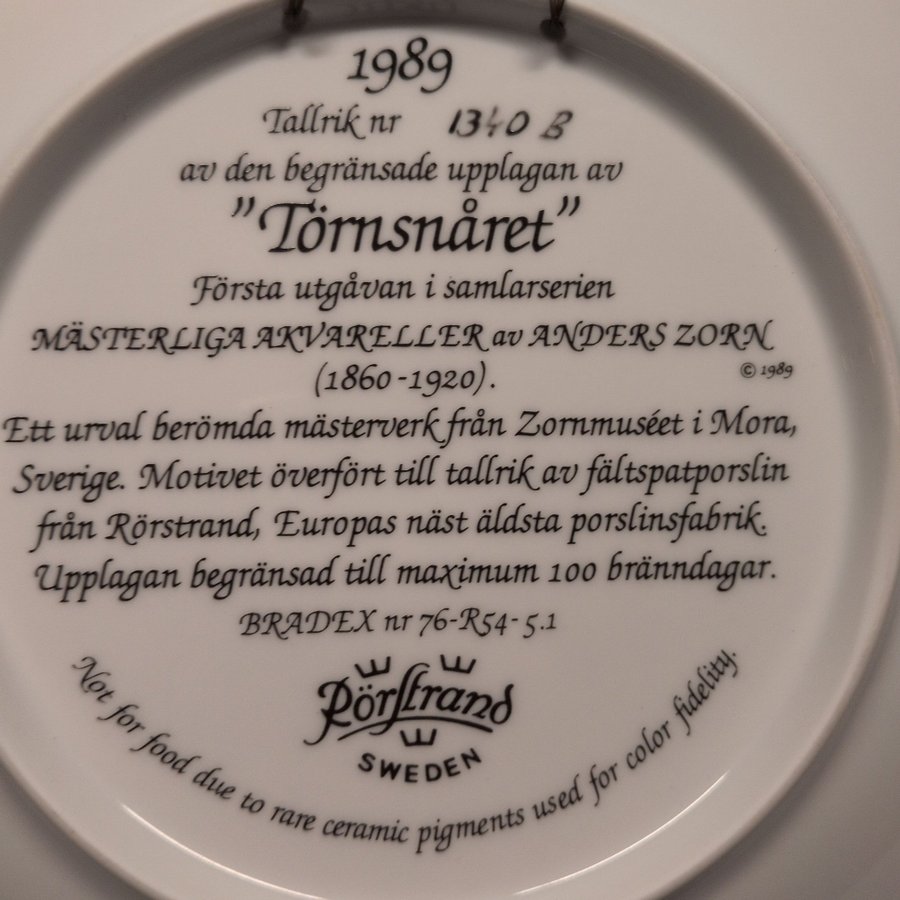 1989
Tallrik nr 1340 B
av den begränsade upplagan av
"Törnsnåret"
Första utgåvan i samlarserien
MÄSTERLIGA AKVARELLER av ANDERS ZORN
(1860-1920).
© 1989
Ett urval berömda mästerverk från Zornmuséet i Mora,
Sverige. Motivet överfört till tallrik av fältspatporslin
från Rörstrand, Europas näst äldsta porslinsfabrik.
Upplagan begränsad till maximum 100 bränndagar.
BRADEX nr 76-R54-5.1
Rörstrand
SWEDEN
Not for food due to rare ceramic pigments used for color fidelity.